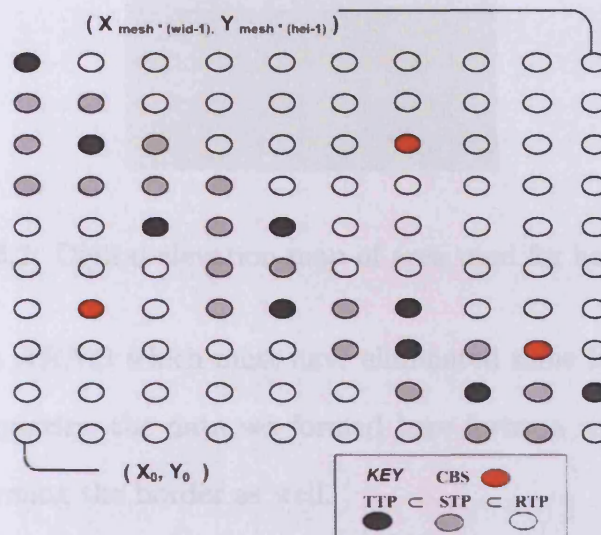 ( X mesh * (wid-1), Y mesh * (hei-1) )
( X0, Y0 )
KEY CBS
TTP ⊂ STP ⊂ RTP